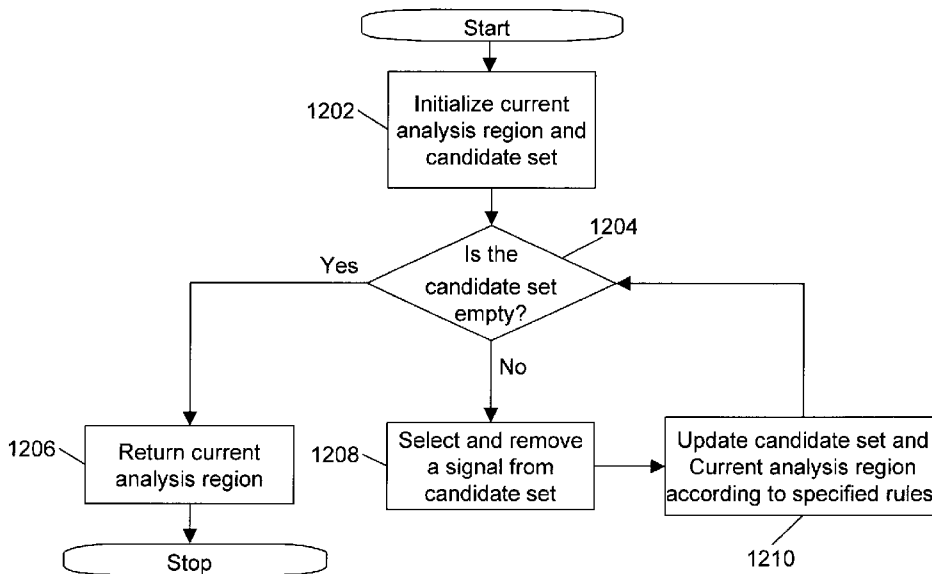 Start
1202
Initialize current
analysis region and
candidate set
1204
Is the
candidate set
empty?
Yes
No
1206
Return current
analysis region
1208
Select and remove
a signal from
candidate set
Update candidate set and
Current analysis region
according to specified rules
1210
Stop